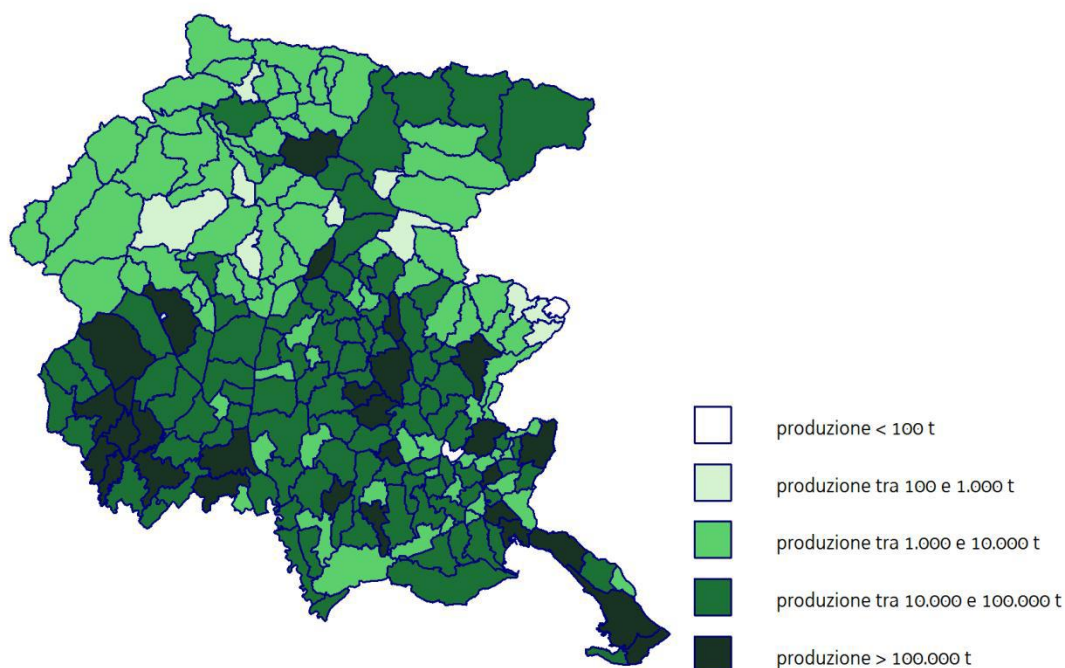 produzione < 100 t
produzione tra 100 e 1.000 t
produzione tra 1.000 e 10.000 t
produzione tra 10.000 e 100.000 t
produzione > 100.000 t